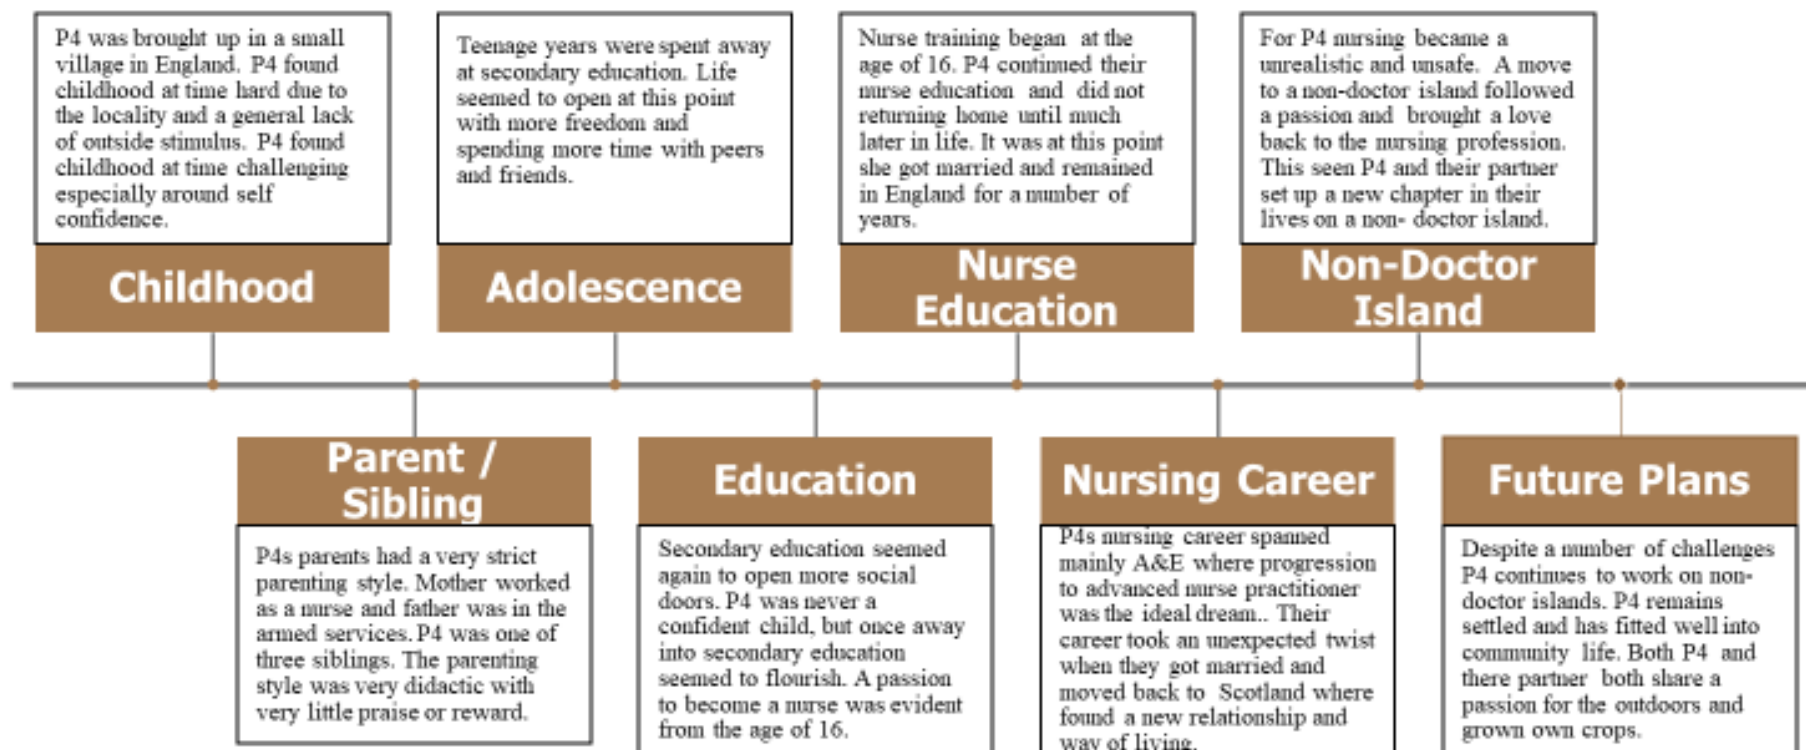 P4 was brought up in a small
village in England. P4 found
childhood at time hard due to
the locality and a general lack
of outside stimulus. P4 found
childhood at time challenging
especially around self
confidence.
Childhood
Teenage years were spent away
at secondary education. Life
seemed to open at this point
with more freedom and
spending more time with peers
and friends.
Adolescence
Nurse training began at the
age of 16. P4 continued their
nurse education and did not
returning home until much
later in life. It was at this point
she got married and remained
in England for a number of
years.
Nurse
Education
For P4 nursing became a
unrealistic and unsafe. A move
to a non-doctor island followed
a passion and brought a love
back to the nursing profession.
This seen P4 and their partner
set up a new chapter in their
lives on a non- doctor island.
Non-Doctor
Island
Parent /
Sibling
P4s parents had a very strict
parenting style. Mother worked
as a nurse and father was in the
armed services. P4 was one of
three siblings. The parenting
style was very didactic with
very little praise or reward.
Education
Secondary education seemed
again to open more social
doors. P4 was never a
confident child, but once away
into secondary education
seemed to flourish. A passion
to become a nurse was evident
from the age of 16.
Nursing Career
P4s nursing career spanned
mainly A&E where progression
to advanced nurse practitioner
was the ideal dream.. Their
career took an unexpected twist
when they got married and
moved back to Scotland where
found a new relationship and
way of living.
Future Plans
Despite a number of challenges
P4 continues to work on non-
doctor islands. P4 remains
settled and has fitted well into
community life. Both P4 and
there partner both share a
passion for the outdoors and
grown own crops.